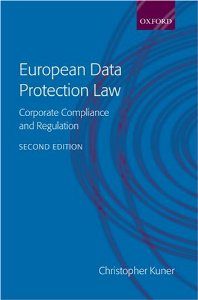 OXFORD
European Data
Protection Law
Corporate Compliance
and Regulation
SECOND EDITION
Christopher Kuner